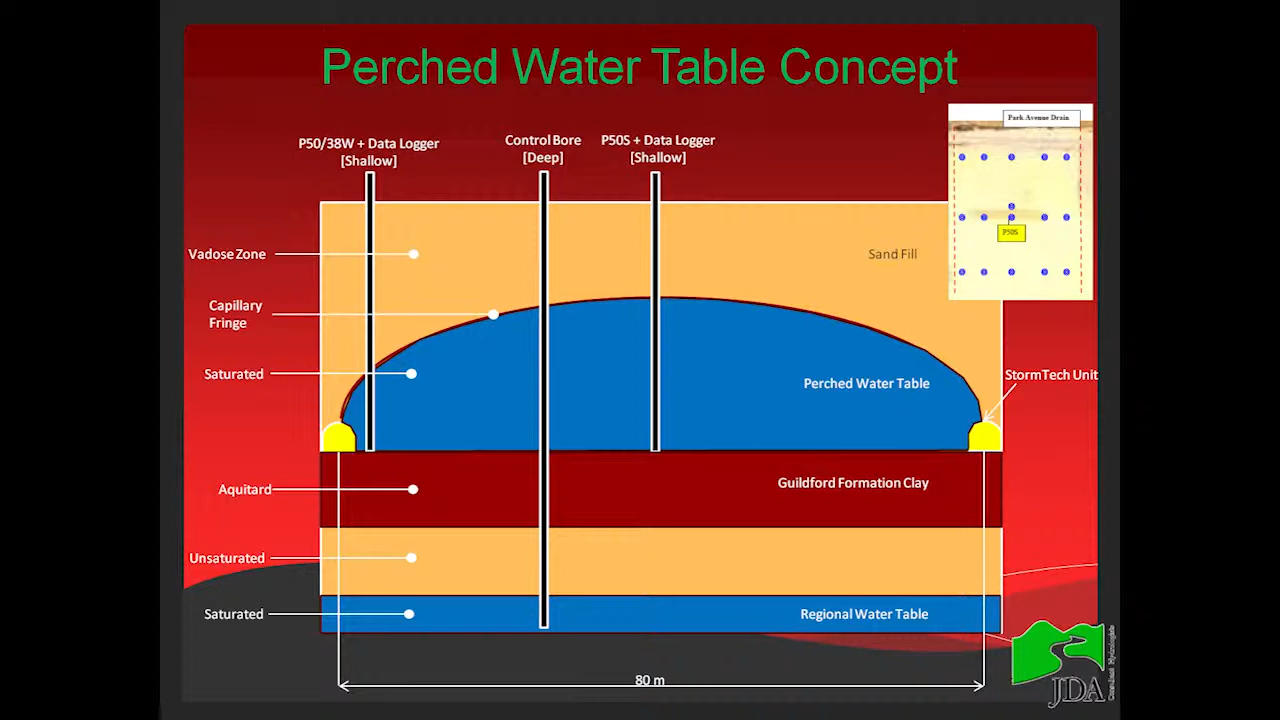 Perched Water Table Concept
Park Avenue Drain
P50/38W + Data Logger
[Shallow]
Control Bore
[Deep]
P50S + Data Logger
[Shallow]
P50S
Vadose Zone
Sand Fill
Capillary
Fringe
Saturated
Perched Water Table
StormTech Unit
Aquitard
Guildford Formation Clay
Unsaturated
Saturated
Regional Water Table
80 m
JDA
Consultant Hydrologists